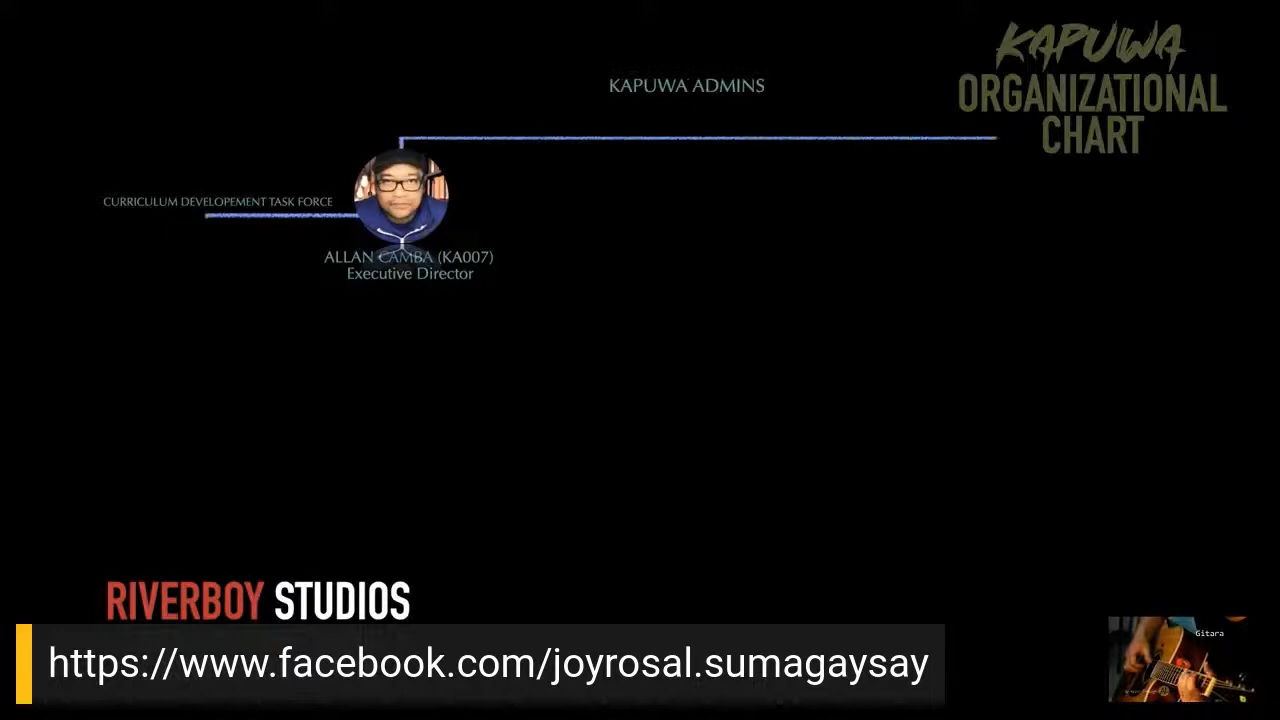 KAPUWA
ORGANIZATIONAL
CHART
KAPUWA ADMINS
CURRICULUM DEVELOPEMENT TASK FORCE
ALLAN CAMBA (KA007)
Executive Director
RIVERBOY STUDIOS
https://www.facebook.com/joyrosal.sumagaysay
Gitara